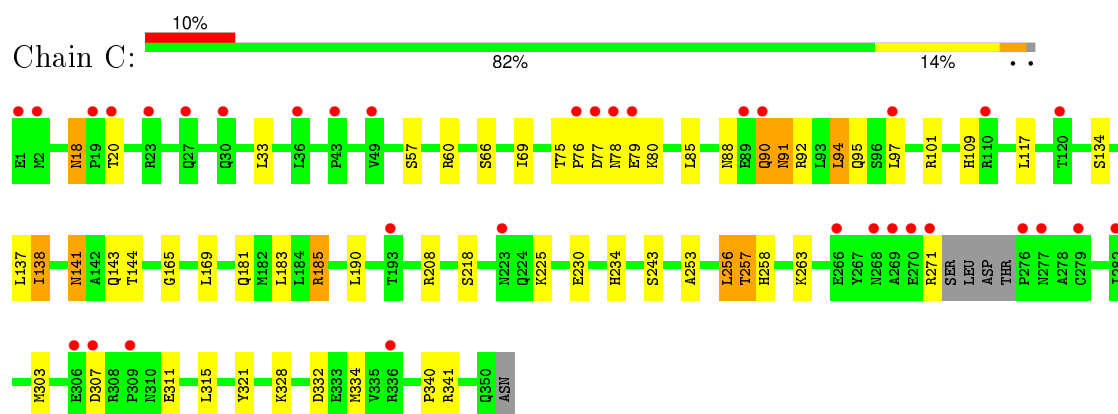 10%
Chain C:
82% 14% • •
E1 M2 N18 P19 T20 R23 Q27 Q30 L33 L36 P43 V49 S57 R60 S66 I69 T75 P76 D77 N78 E79 K80 L85 N88 E89 Q90 N91 R92 L93 L94 Q95 S96 L97 R101 H109 R110 L117 T120 S134
L137 I138 N141 A142 Q143 T144 G165 L169 Q181 M182 L183 L184 R185 L190 T193 R208 S218 N223 Q224 K225 E230 H234 S243 A253 L256 T257 H258 K263 E266 Y267 N268 A269 E270 R271 SER LEU ASP THR P276 N277 A278 C279 I282
M303 E306 D307 R308 P309 N310 E311 L315 Y321 K328 D332 E333 M334 V335 R336 P340 R341 Q350 ASN